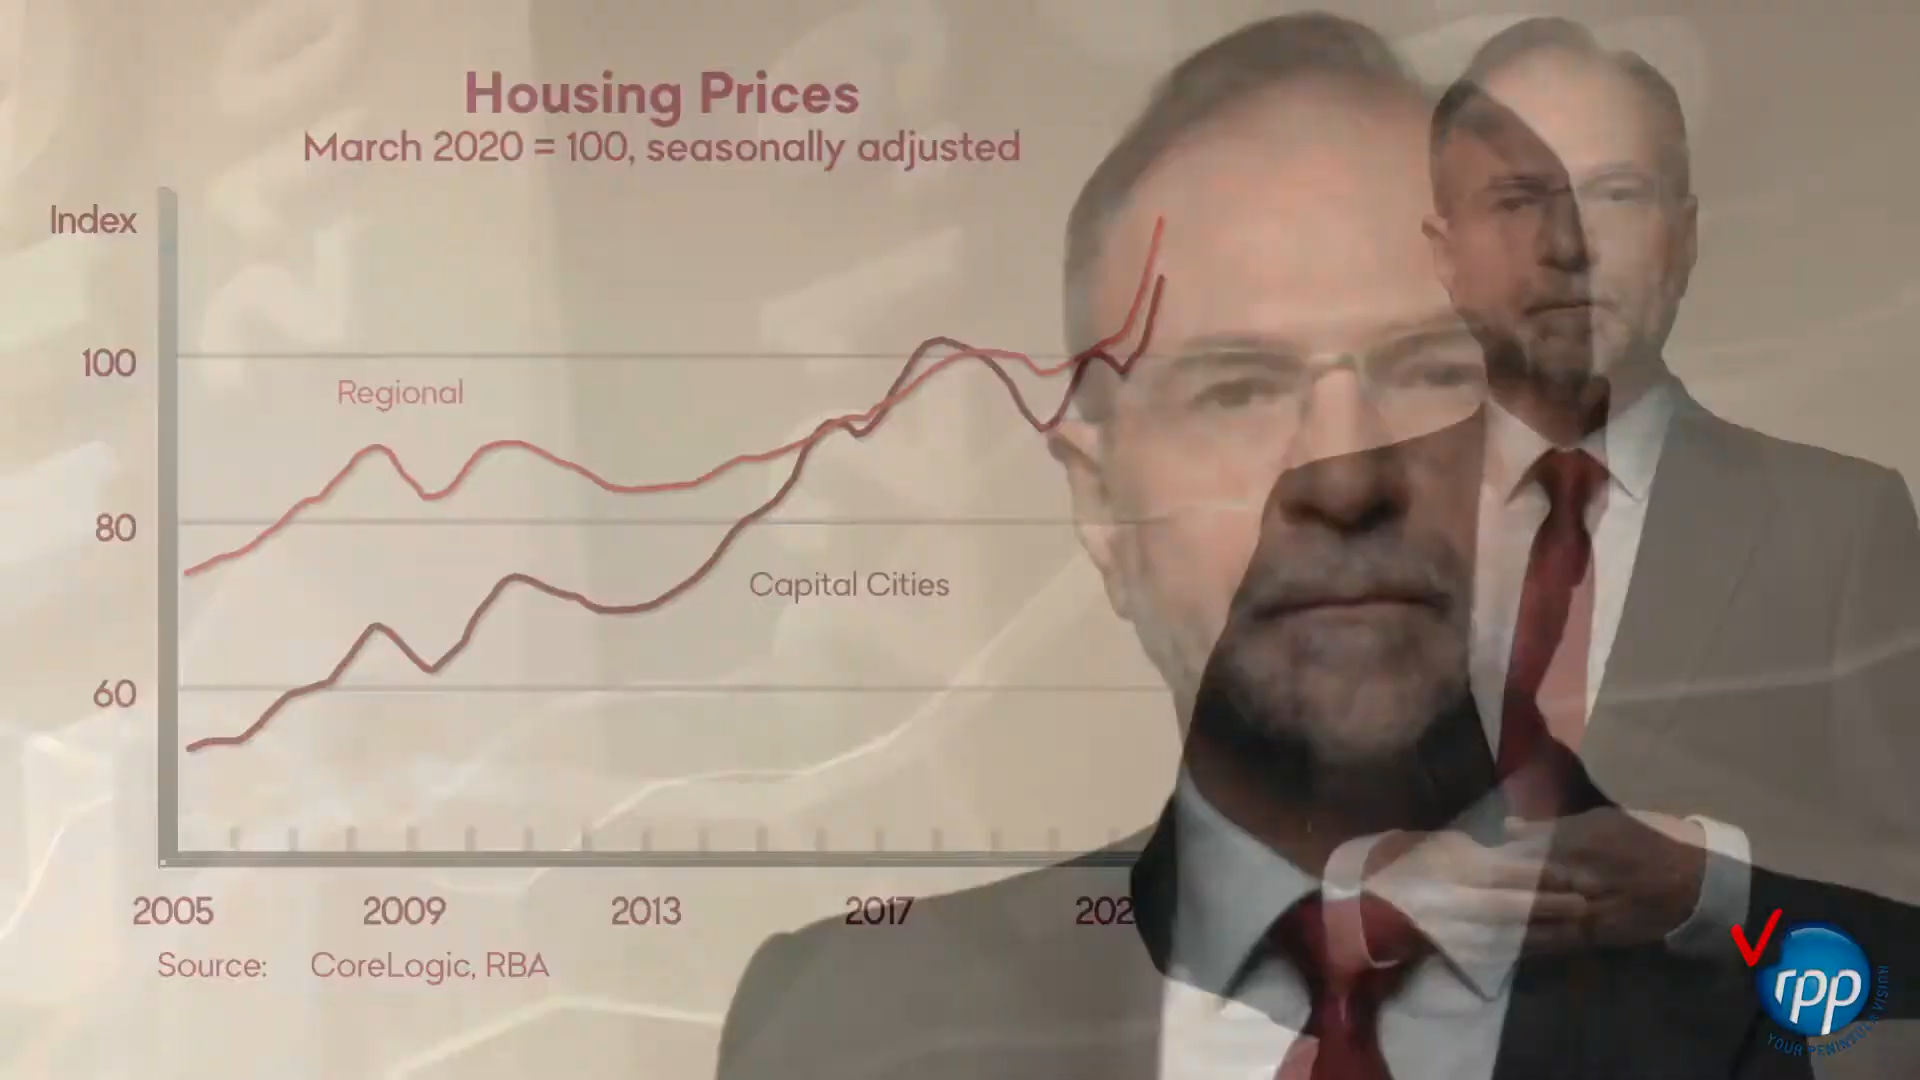 Housing Prices
March 2020 = 100, seasonally adjusted
Index
100
Regional
80
Capital Cities
60
2005 2009 2013 2017
Source: CoreLogic, RBA
rpp